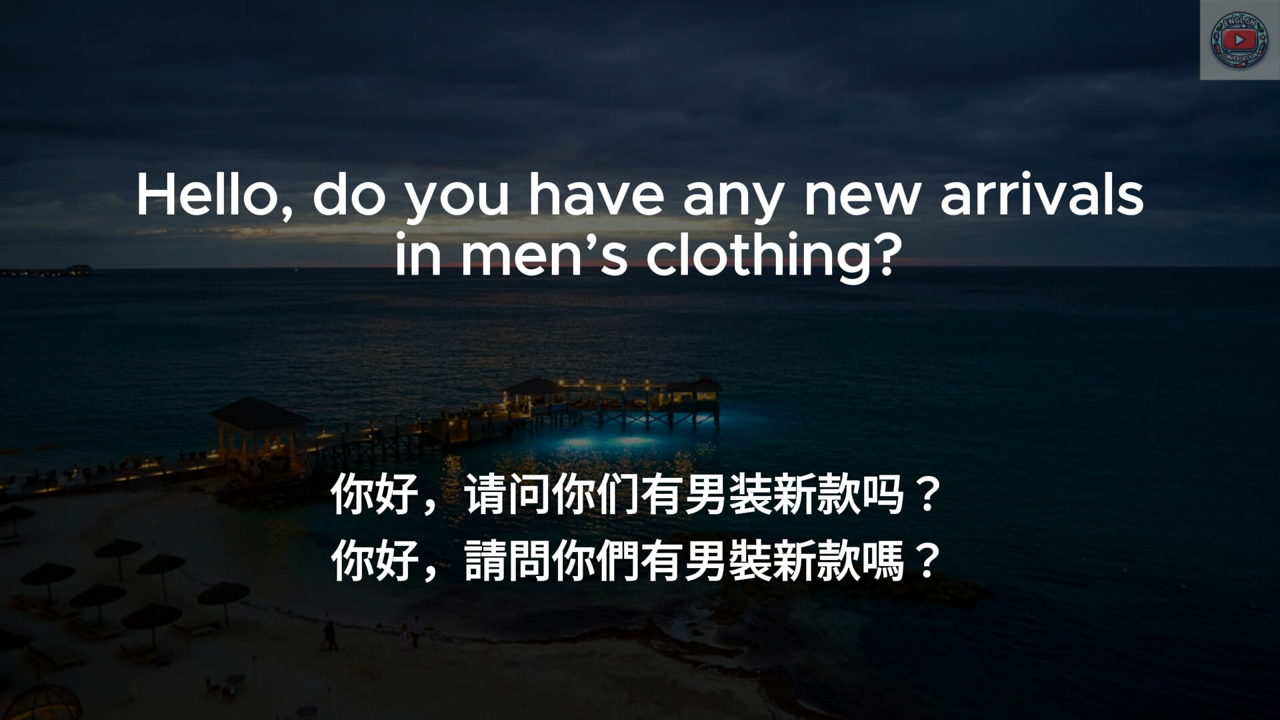 Hello, do you have any new arrivals
in men’s clothing?
你好，请问你们有男装新款吗？
你好，請問你們有男裝新款嗎？